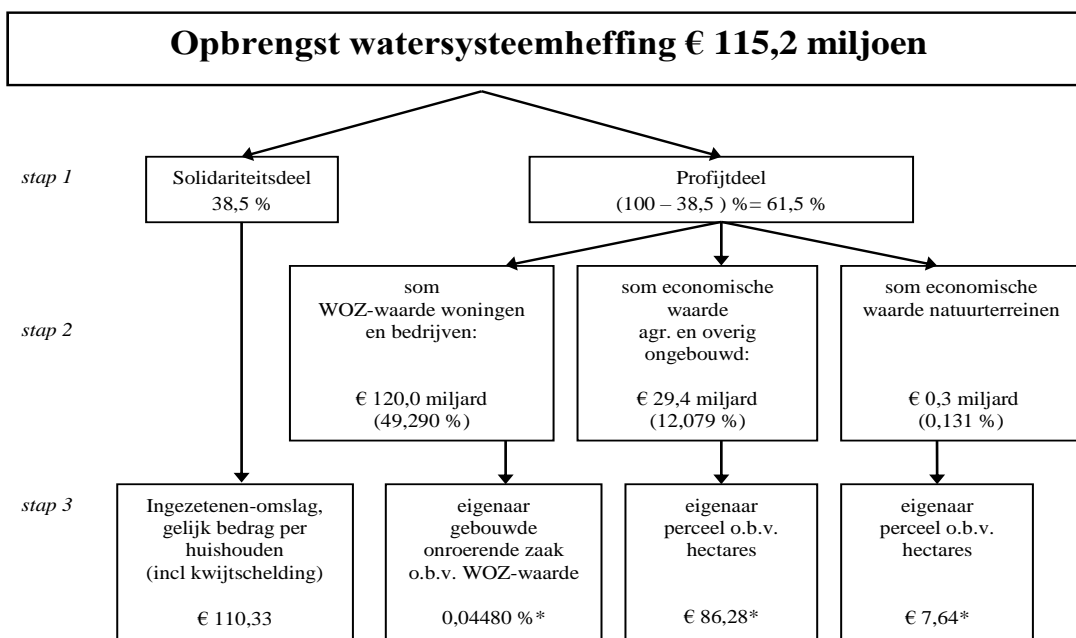 Opbrengst watersysteemheffing € 115,2 miljoen
stap 1
Solidariteitsdeel
38,5 %
Profijtdeel
(100 – 38,5 ) %= 61,5 %
stap 2
som
WOZ-waarde woningen
en bedrijven:
€ 120,0 miljard
(49,290 %)
som economische
waarde
agr. en overig
ongebouwd:
€ 29,4 miljard
(12,079 %)
som economische
waarde natuurterreinen
€ 0,3 miljard
(0,131 %)
stap 3
Ingezetenen-omslag,
gelijk bedrag per
huishouden
(incl kwijtschelding)
€ 110,33
eigenaar
gebouwde
onroerende zaak
o.b.v. WOZ-waarde
0,04480 %*
eigenaar
perceel o.b.v.
hectares
€ 86,28*
eigenaar
perceel o.b.v.
hectares
€ 7,64*